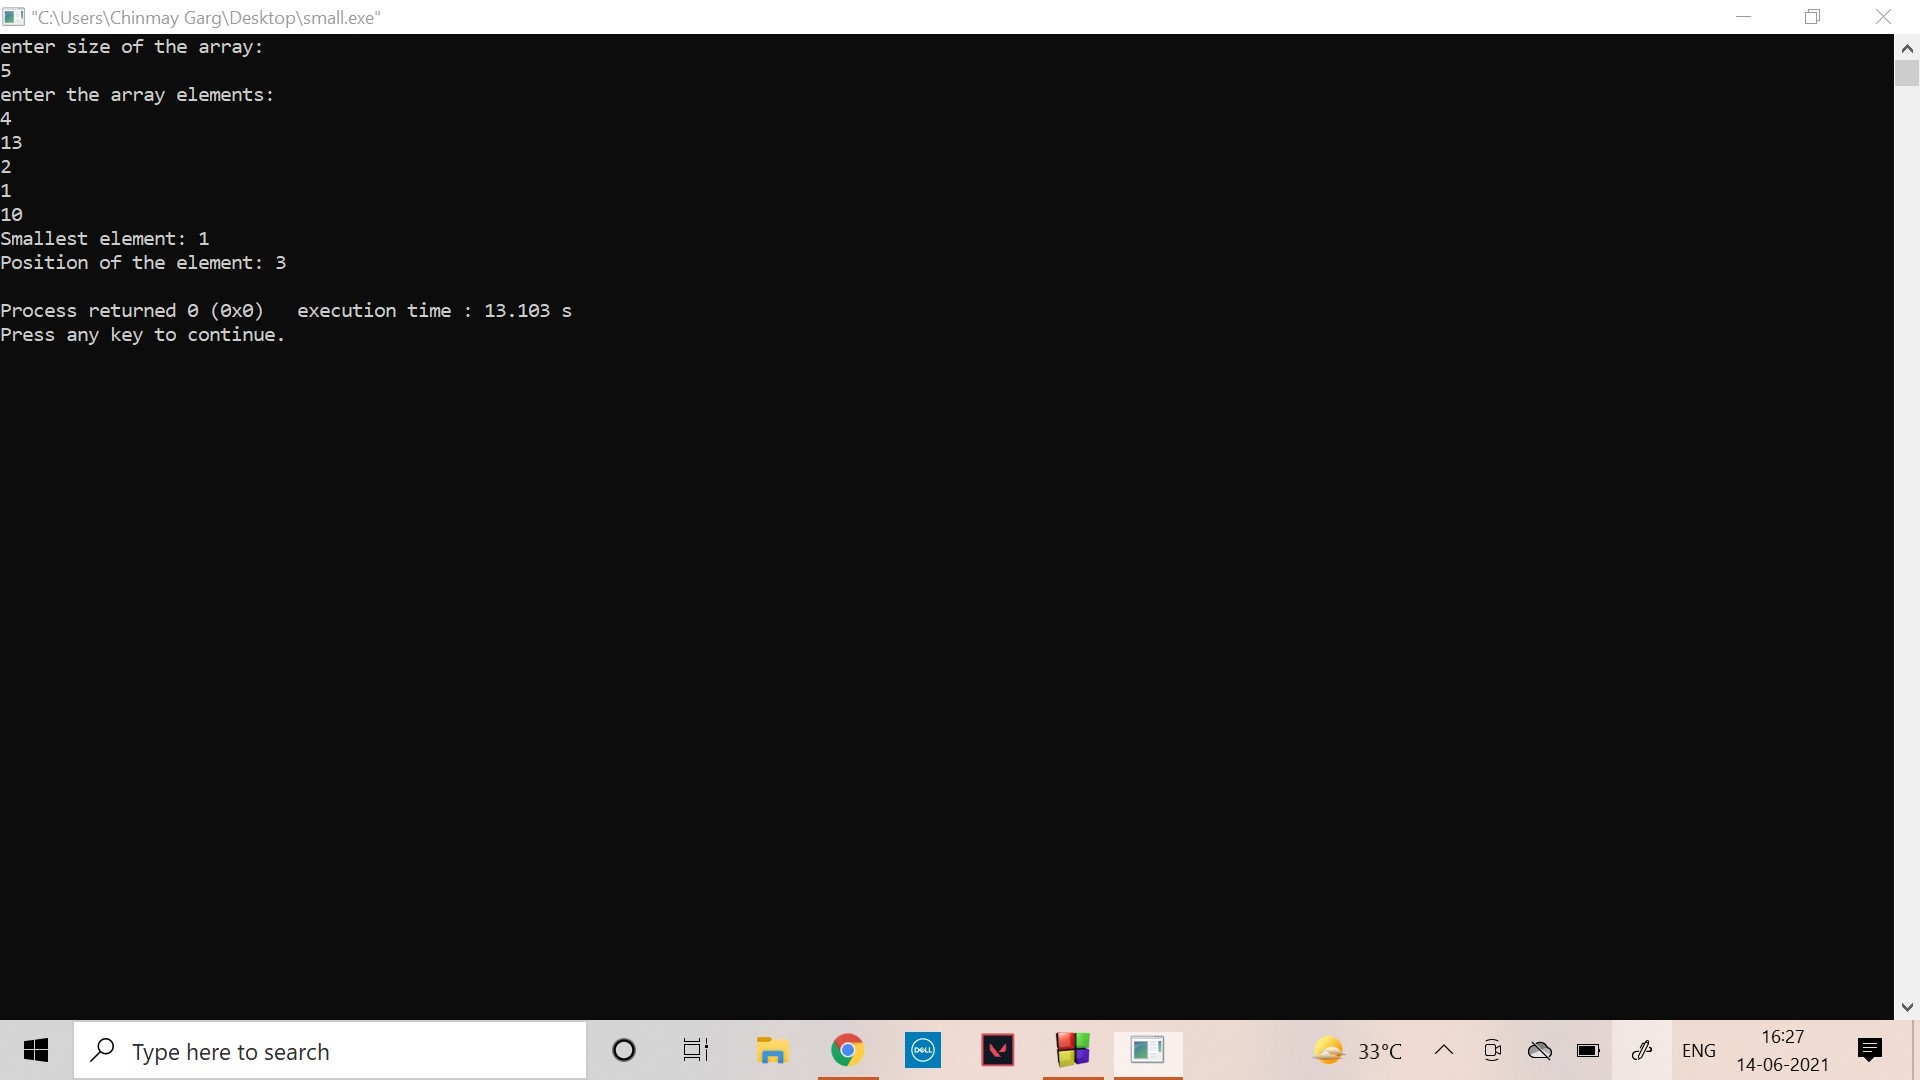 "C:\Users\Chinmay Garg\Desktop\small.exe"
enter size of the array:
5
enter the array elements:
4
13
2
1
10
Smallest element: 1
Position of the element: 3
Process returned 0 (0x0)   execution time : 13.103 s
Press any key to continue.
Type here to search
DELL
33°C
ENG
16:27
14-06-2021